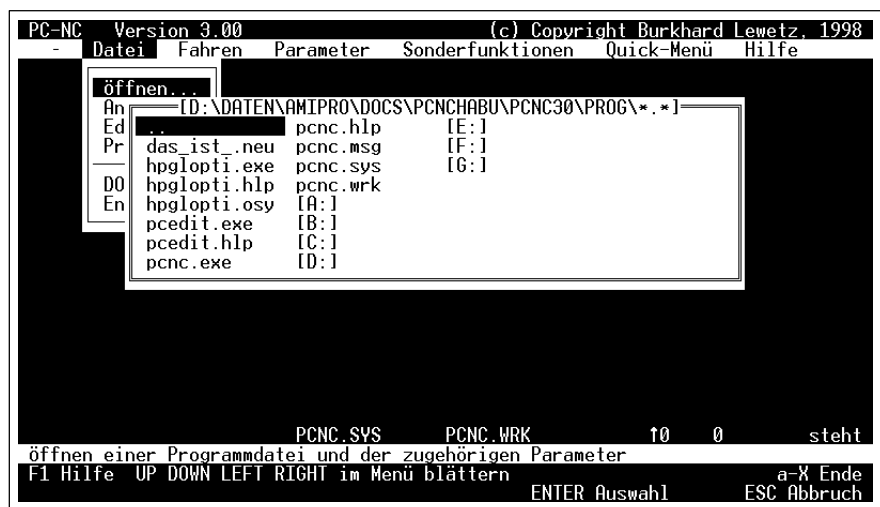 PC-NC Version 3.00 (c) Copyright Burkhard Lewetz, 1998
- Datei Fahren Parameter Sonderfunktionen Quick-Menü Hilfe
öffnen...
An [D:\DATEN\AMIPRO\DOCS\PCNCHABU\PCNC30\PROG\*.*]
Ed .. pcnc.hlp [E:]
Pr das_ist_.neu pcnc.msg [F:]
hpglopti.exe pcnc.sys [G:]
DO hpglopti.hlp pcnc.wrk
En hpglopti.osy [A:]
pcedit.exe [B:]
pcedit.hlp [C:]
pcnc.exe [D:]
PCNC.SYS PCNC.WRK ↑0 0 steht
öffnen einer Programmdatei und der zugehörigen Parameter
F1 Hilfe UP DOWN LEFT RIGHT im Menü blättern a-X Ende
ENTER Auswahl ESC Abbruch